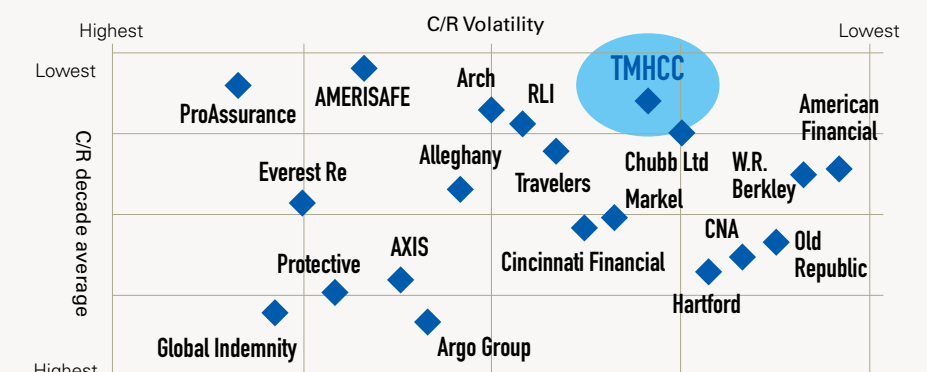 C/R Volatility
Highest
Lowest
Lowest
TMHCC
Arch
RLI
AMERISAFE
ProAssurance
American
Financial
Alleghany
Chubb Ltd
W.R.
Berkley
Everest Re
Travelers
Markel
C/R decade average
CNA
AXIS
Old
Republic
Cincinnati Financial
Protective
Hartford
Global Indemnity
Argo Group
Highest